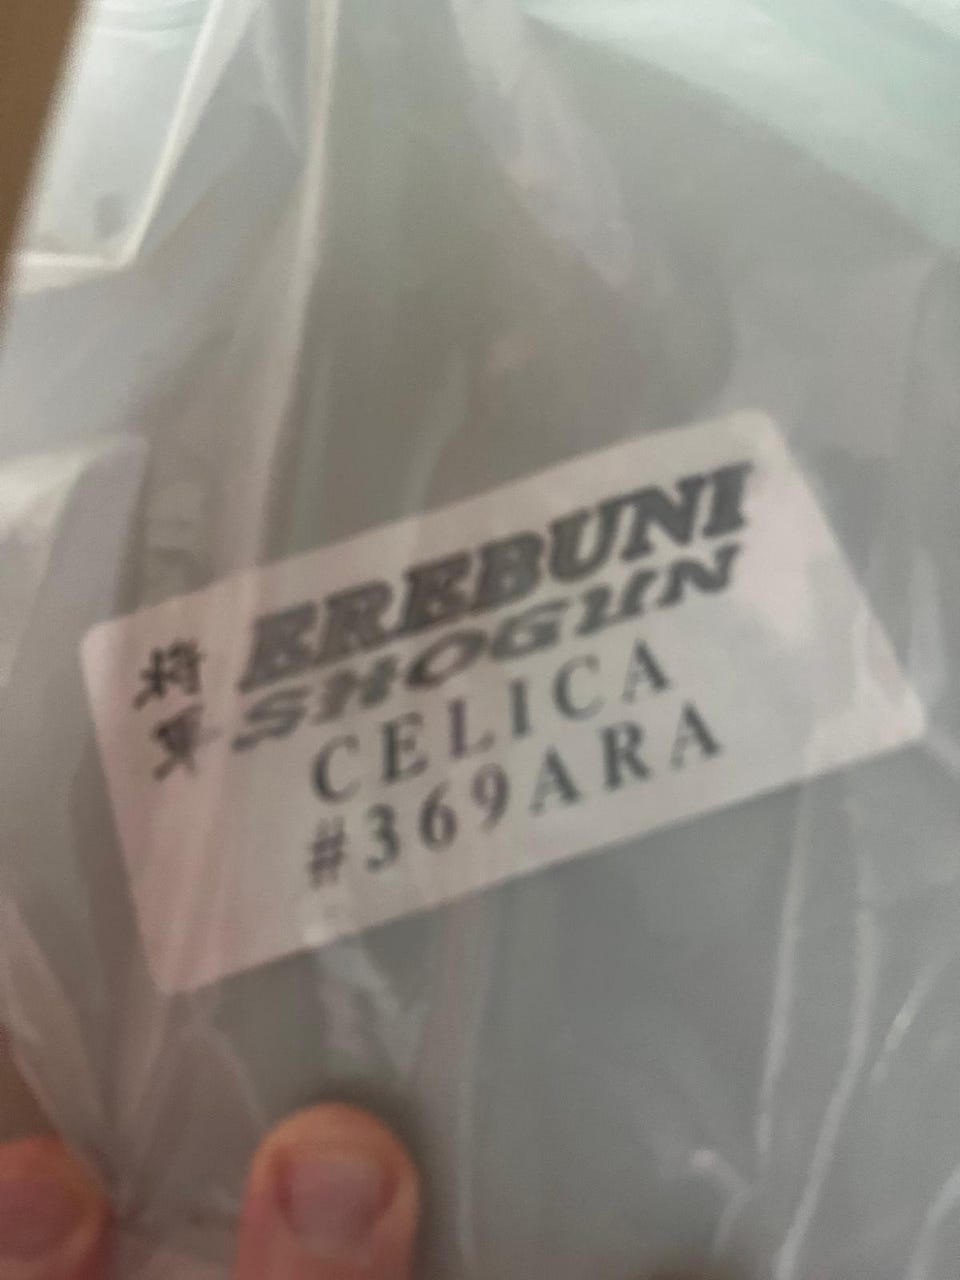 将軍
EREBUNI
SHOGUN
CELICA
#369ARA